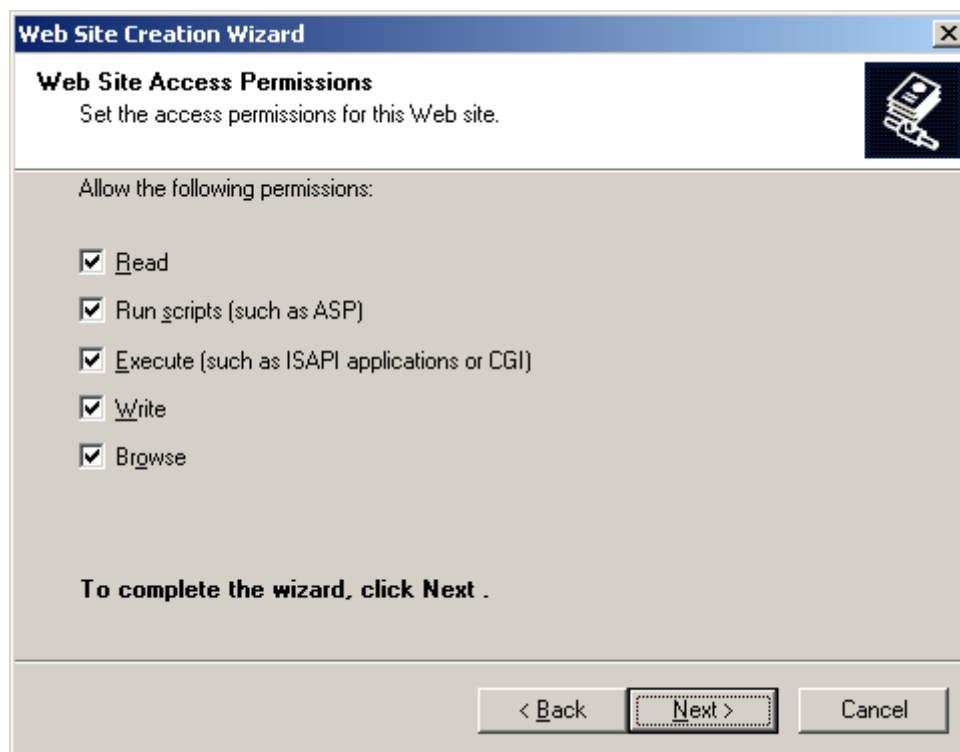 Web Site Creation Wizard
Web Site Access Permissions
Set the access permissions for this Web site.
Allow the following permissions:
Read
Run scripts (such as ASP)
Execute (such as ISAPI applications or CGI)
Write
Browse
To complete the wizard, click Next .
< Back Next > Cancel